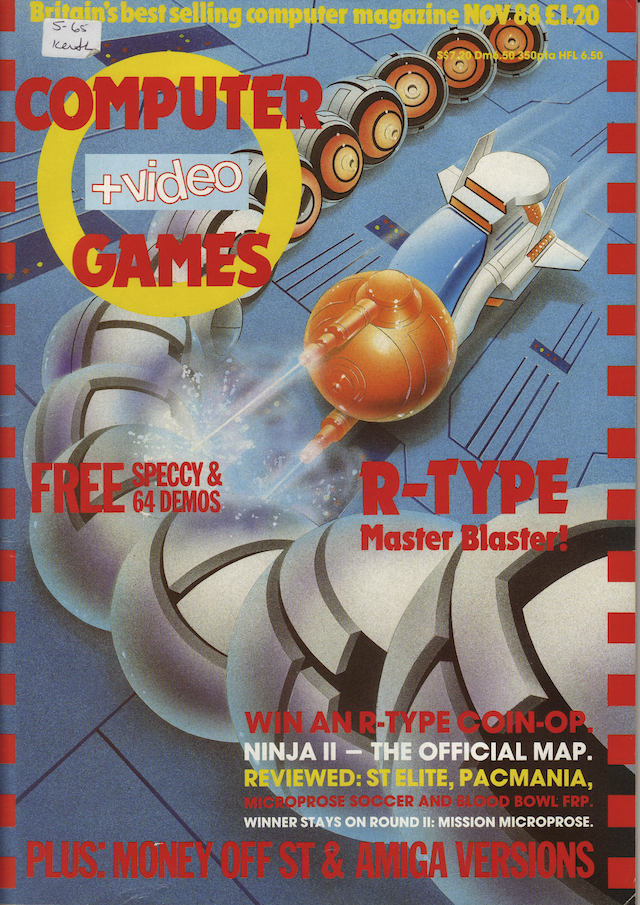 Britain's best selling computer magazine NOV 88 £1.20
S$7.20 Dm6.50 350pta HFL 6.50
5-65
COMPUTER
+video
GAMES
FREE SPECCY &
64 DEMOS
R-TYPE
Master Blaster!
WIN AN R-TYPE COIN-OP.
NINJA II — THE OFFICIAL MAP.
REVIEWED: ST ELITE, PACMANIA,
MICROPROSE SOCCER AND BLOOD BOWL FRP.
WINNER STAYS ON ROUND II: MISSION MICROPROSE.
PLUS: MONEY OFF ST & AMIGA VERSIONS